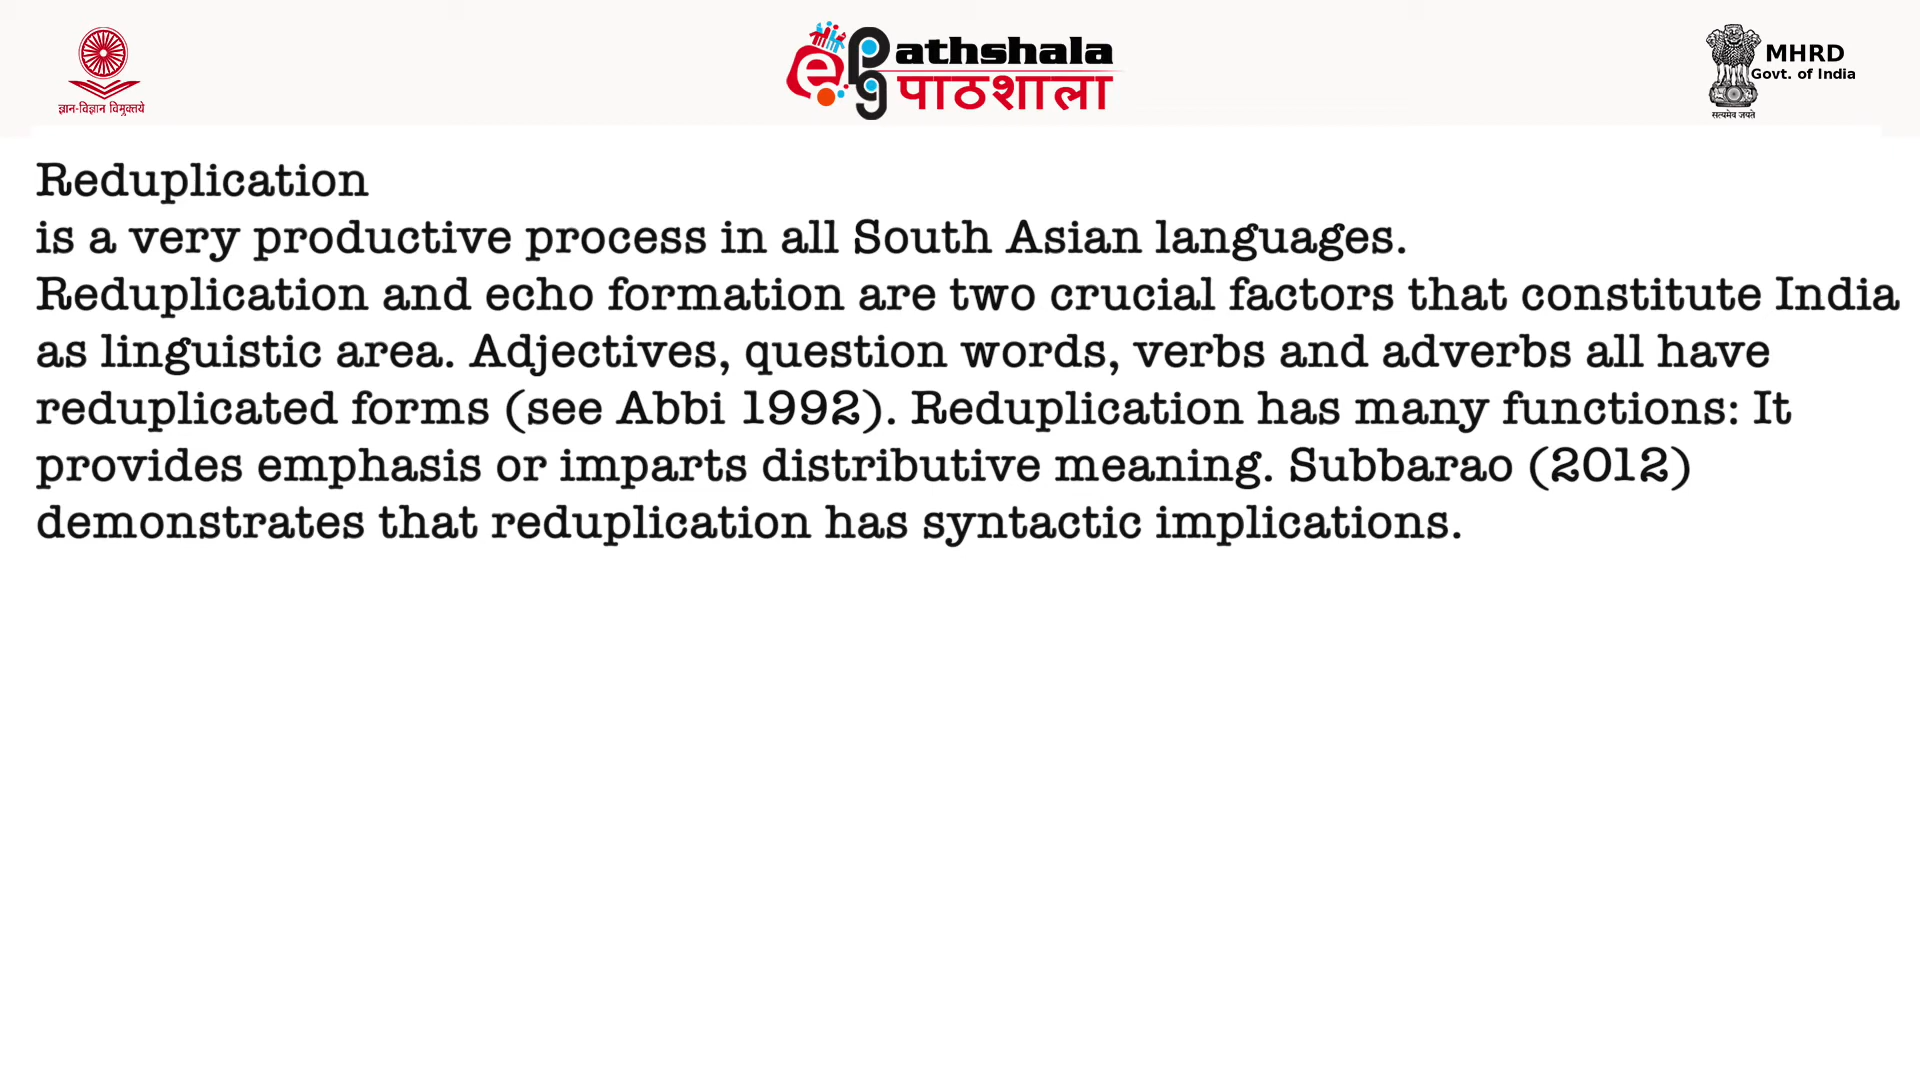 ज्ञान-विज्ञान विमुक्तये
ePGathshala
पाठशाला
MHRD
Govt. of India
सत्यमेव जयते
Reduplication
is a very productive process in all South Asian languages.
Reduplication and echo formation are two crucial factors that constitute India
as linguistic area. Adjectives, question words, verbs and adverbs all have
reduplicated forms (see Abbi 1992). Reduplication has many functions: It
provides emphasis or imparts distributive meaning. Subbarao (2012)
demonstrates that reduplication has syntactic implications.